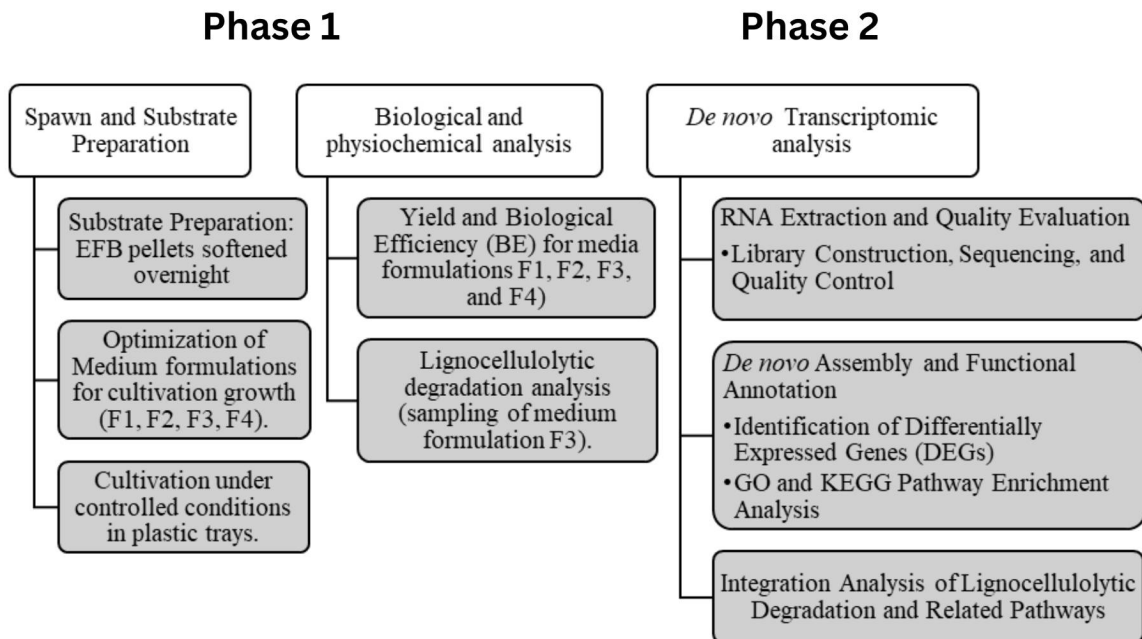 Phase 1
Phase 2
Spawn and Substrate
Preparation
Substrate Preparation:
EFB pellets softened
overnight
Optimization of
Medium formulations
for cultivation growth
(F1, F2, F3, F4).
Cultivation under
controlled conditions
in plastic trays.
Biological and
physiochemical analysis
Yield and Biological
Efficiency (BE) for media
formulations F1, F2, F3,
and F4)
Lignocellulolytic
degradation analysis
(sampling of medium
formulation F3).
De novo Transcriptomic
analysis
RNA Extraction and Quality Evaluation
•Library Construction, Sequencing, and
Quality Control
De novo Assembly and Functional
Annotation
•Identification of Differentially
Expressed Genes (DEGs)
•GO and KEGG Pathway Enrichment
Analysis
Integration Analysis of Lignocellulolytic
Degradation and Related Pathways